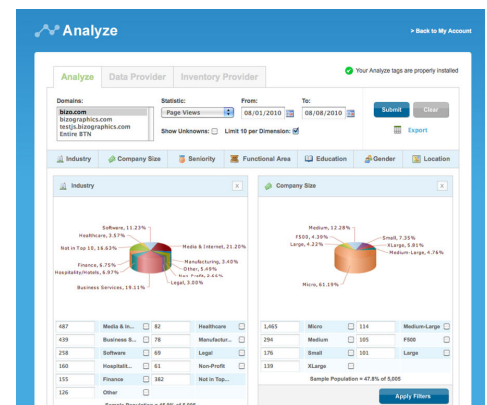 Analyze
> Back to My Account
Analyze Data Provider Inventory Provider
Your Analyze tags are properly installed
Domains: Statistic: From: To:
bizo.com
bizographics.com
testjs.bizographics.com
Entire BTN
Page Views 08/01/2010 08/08/2010
Submit Clear
Show Unknowns: Limit 10 per Dimension:
Export
Industry Company Size Seniority Functional Area Education Gender Location
Industry x
Software, 11.23%
Healthcare, 3.57%
Not in Top 10, 16.63%
Media & Internet, 21.20%
Manufacturing, 3.40%
Other, 5.49%
Finance, 6.75%
Hospitality/Hotels, 6.97%
Legal, 3.00%
Business Services, 19.11%
487 Media & In... 82 Healthcare
439 Business S... 78 Manufactur...
258 Software 69 Legal
160 Hospitalit... 61 Non-Profit
155 Finance 382 Not in Top...
126 Other
Company Size x
Medium, 12.28%
F500, 4.39%
Large, 4.22%
Small, 7.35%
XLarge, 5.81%
Medium-Large, 4.76%
Micro, 61.19%
1,465 Micro 114 Medium-Large
294 Medium 105 F500
176 Small 101 Large
139 XLarge
Sample Population = 47.8% of 5,005
Apply Filters